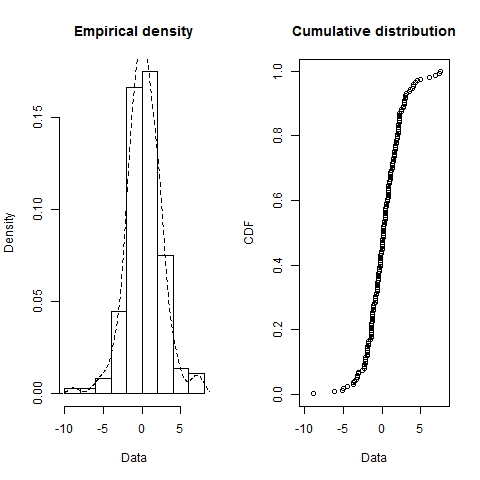 Empirical density
Density
0.00 0.05 0.10 0.15
-10 -5 0 5
Data
Cumulative distribution
CDF
0.0 0.2 0.4 0.6 0.8 1.0
-10 -5 0 5
Data